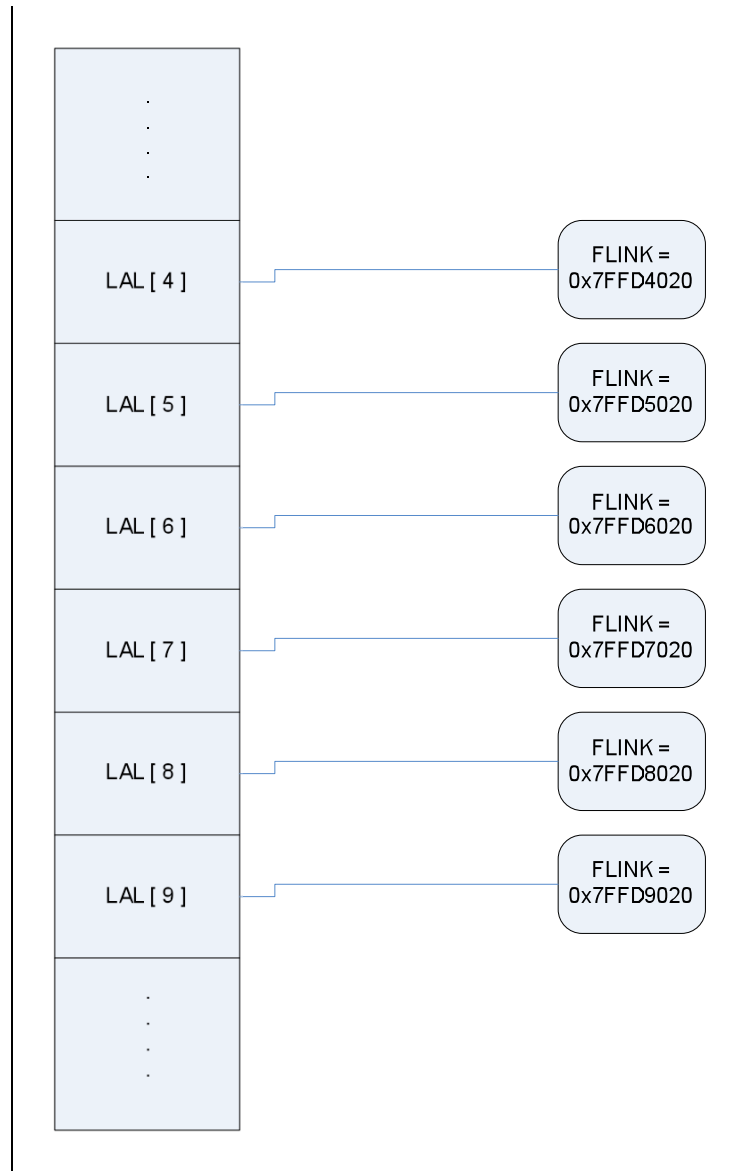 .
.
.
.
LAL [ 4 ]
FLINK =
0x7FFD4020
LAL [ 5 ]
FLINK =
0x7FFD5020
LAL [ 6 ]
FLINK =
0x7FFD6020
LAL [ 7 ]
FLINK =
0x7FFD7020
LAL [ 8 ]
FLINK =
0x7FFD8020
LAL [ 9 ]
FLINK =
0x7FFD9020
.
.
.
.